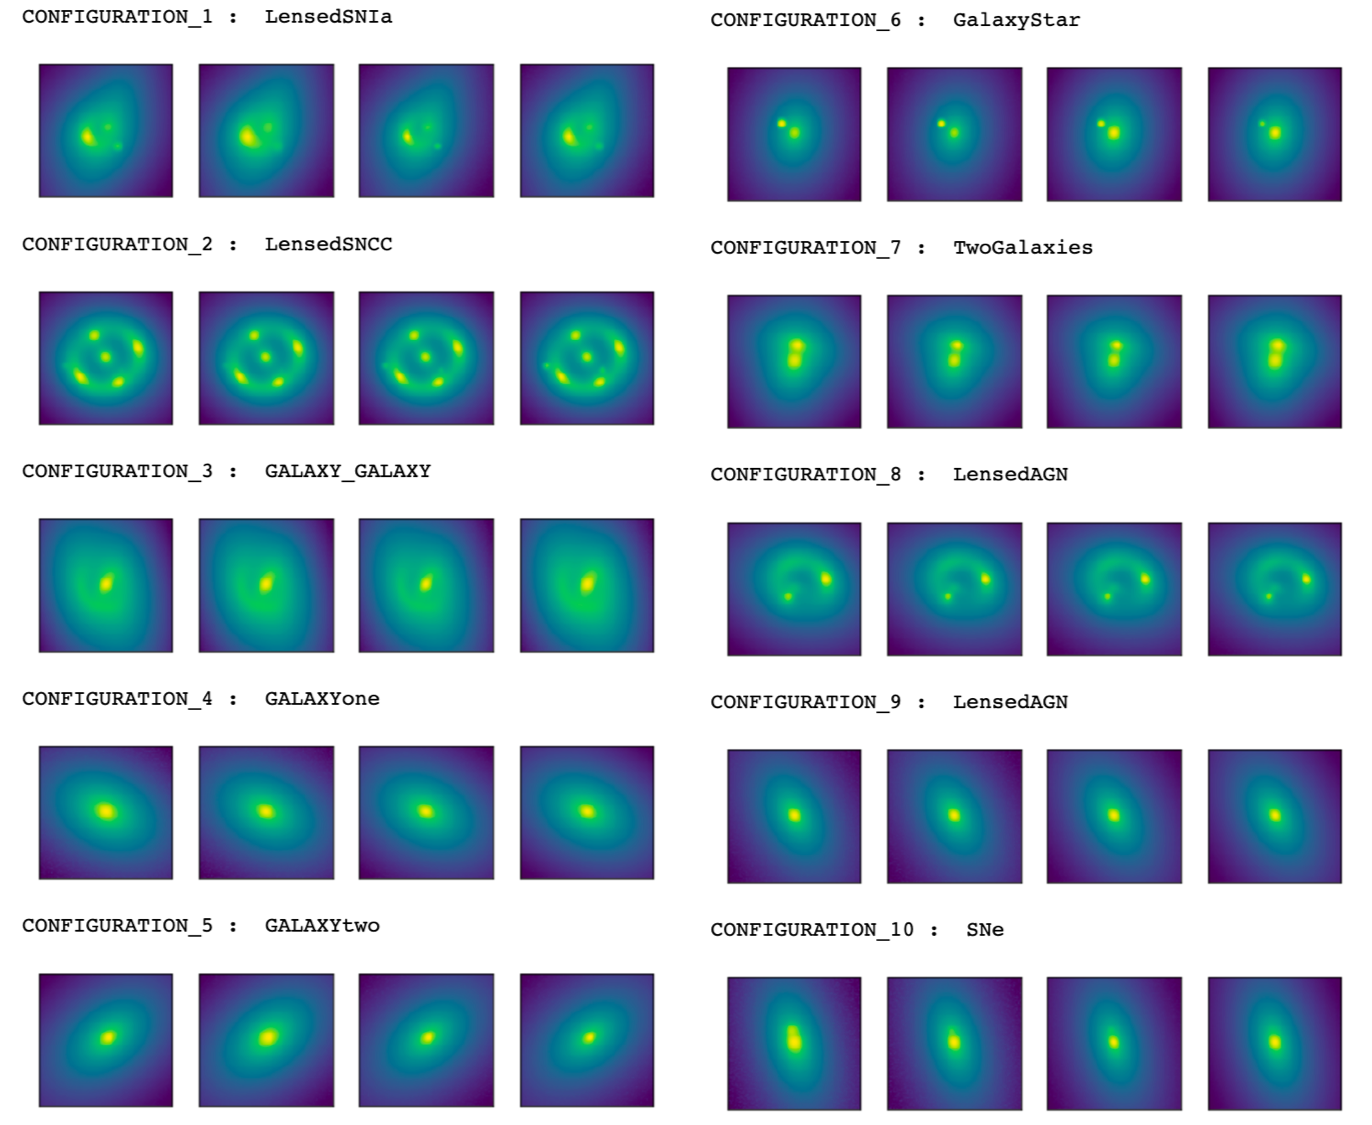 CONFIGURATION_1 : LensedSNIa
CONFIGURATION_2 : LensedSNCC
CONFIGURATION_3 : GALAXY_GALAXY
CONFIGURATION_4 : GALAXYone
CONFIGURATION_5 : GALAXYtwo
CONFIGURATION_6 : GalaxyStar
CONFIGURATION_7 : TwoGalaxies
CONFIGURATION_8 : LensedAGN
CONFIGURATION_9 : LensedAGN
CONFIGURATION_10 : SNe